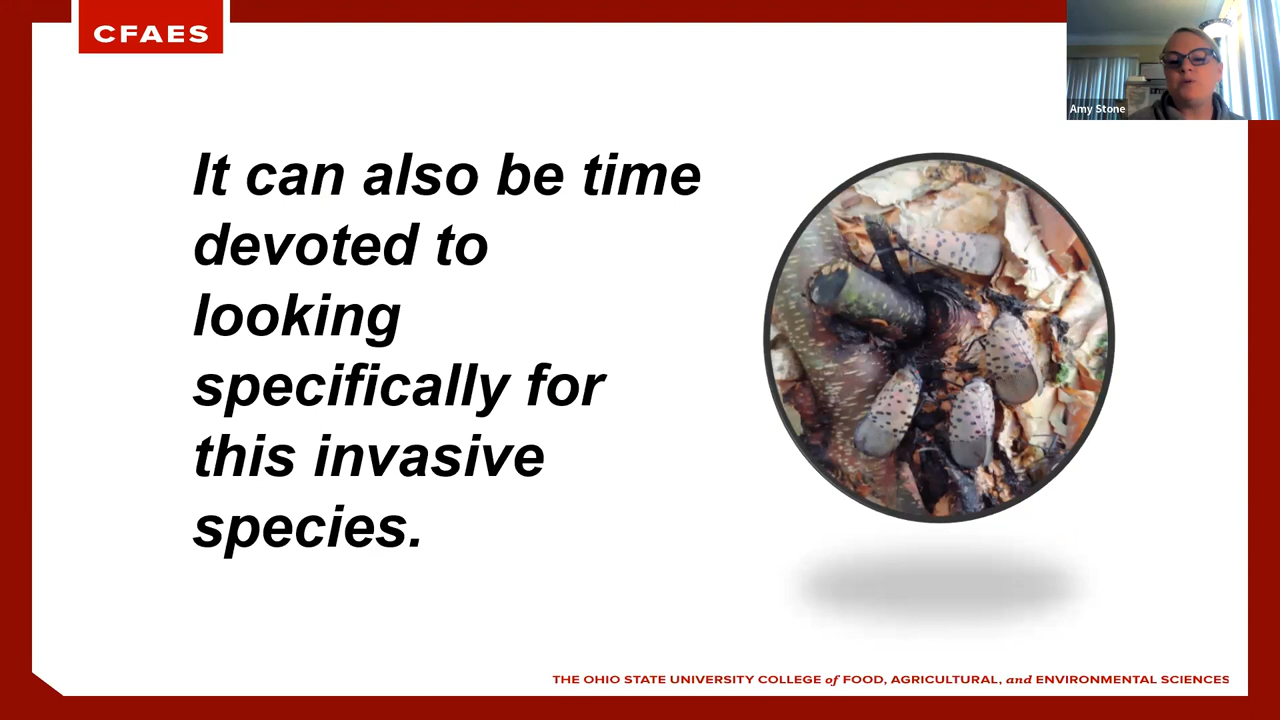 CFAES
Amy Stone
It can also be time
devoted to
looking
specifically for
this invasive
species.
THE OHIO STATE UNIVERSITY COLLEGE of FOOD, AGRICULTURAL, and ENVIRONMENTAL SCIENCES